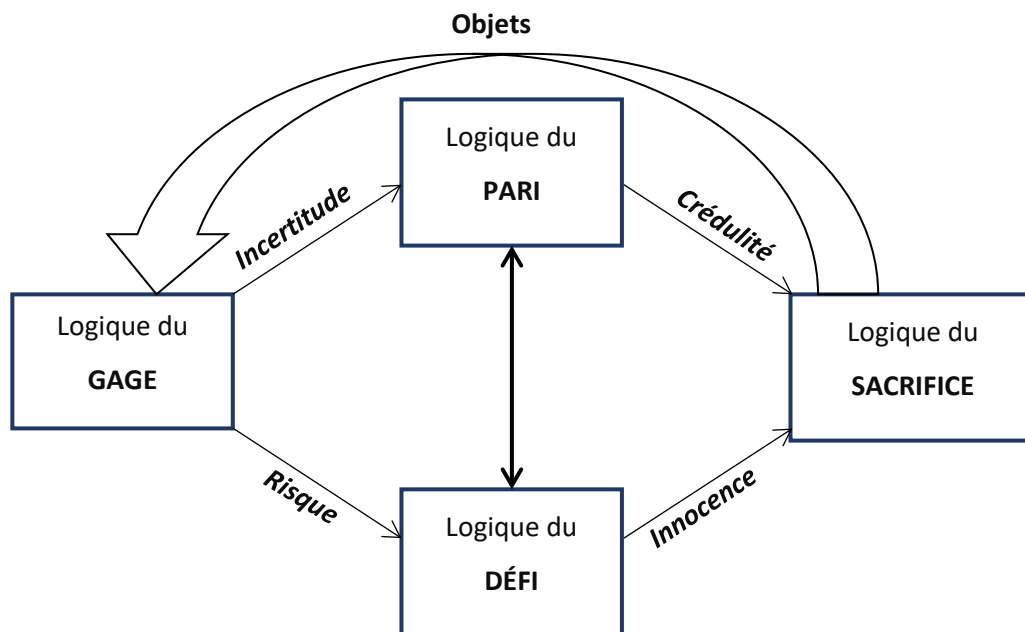 Objets
Logique du
PARI
Incertitude
Crédulité
Logique du
GAGE
Logique du
SACRIFICE
Risque
Innocence
Logique du
DÉFI